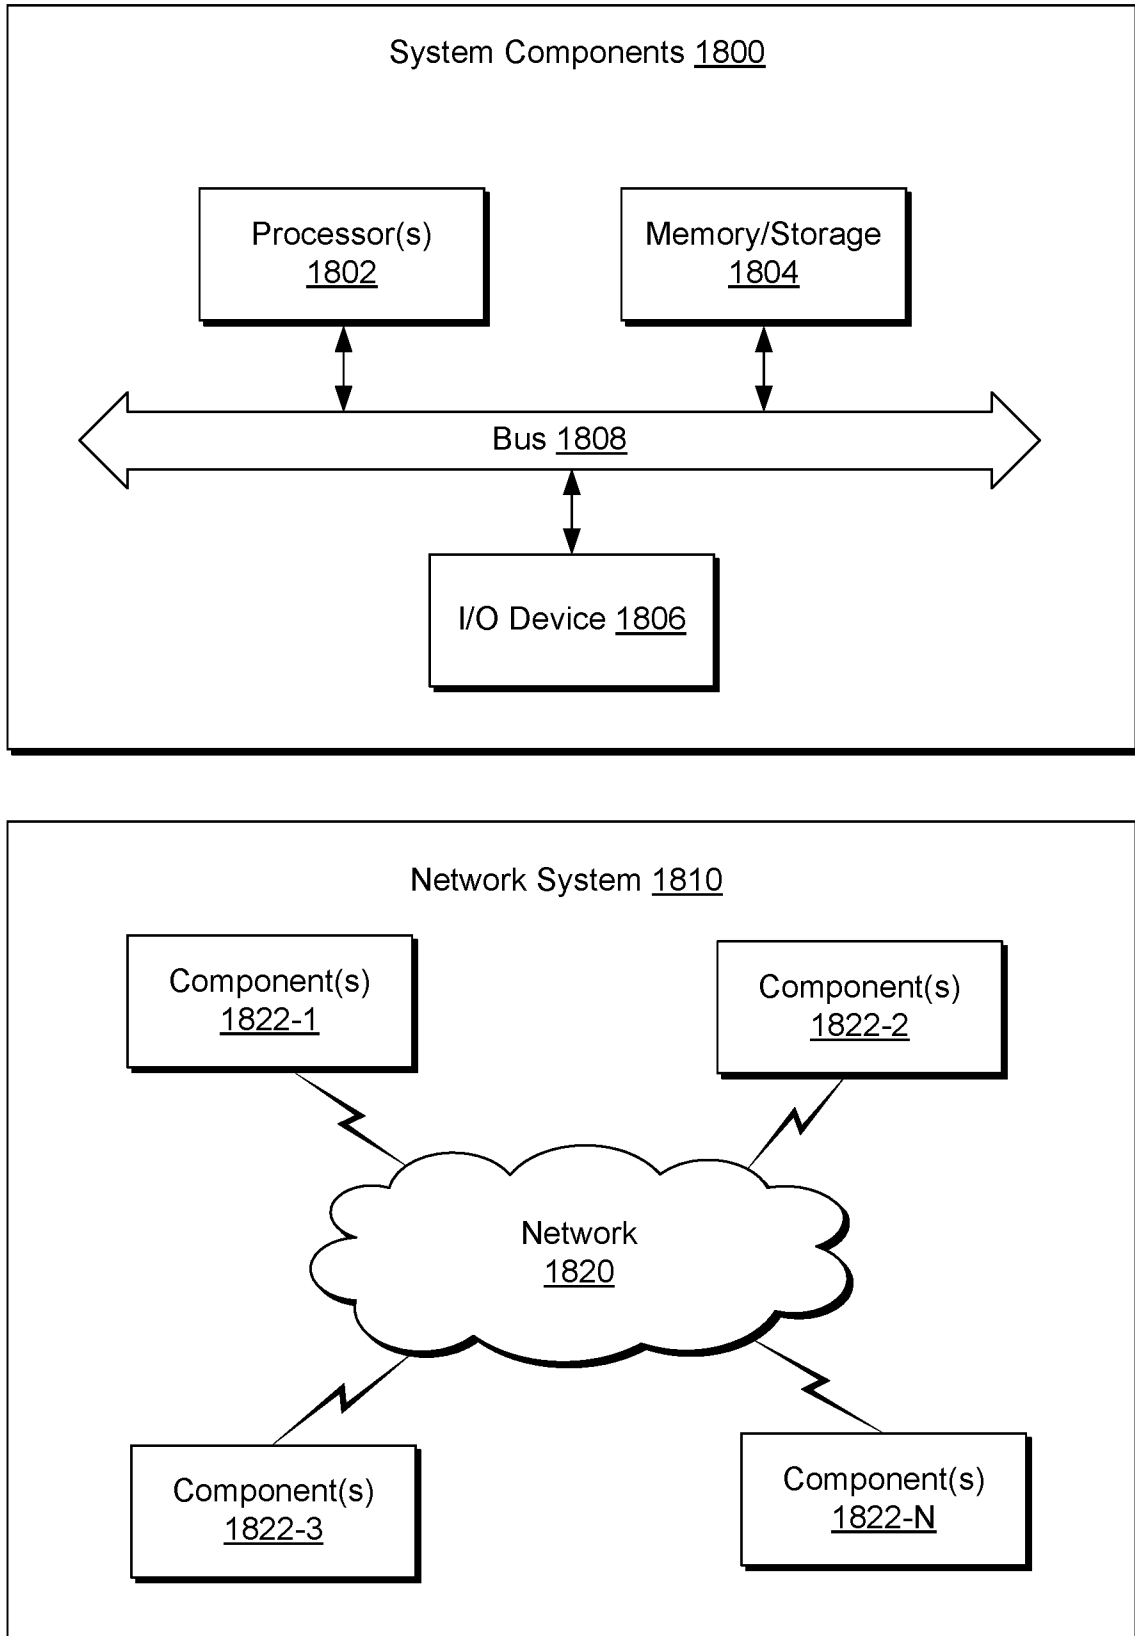 System Components 1800
Processor(s)
1802
Memory/Storage
1804
Bus 1808
I/O Device 1806
Network System 1810
Component(s)
1822-1
Component(s)
1822-2
Network
1820
Component(s)
1822-3
Component(s)
1822-N